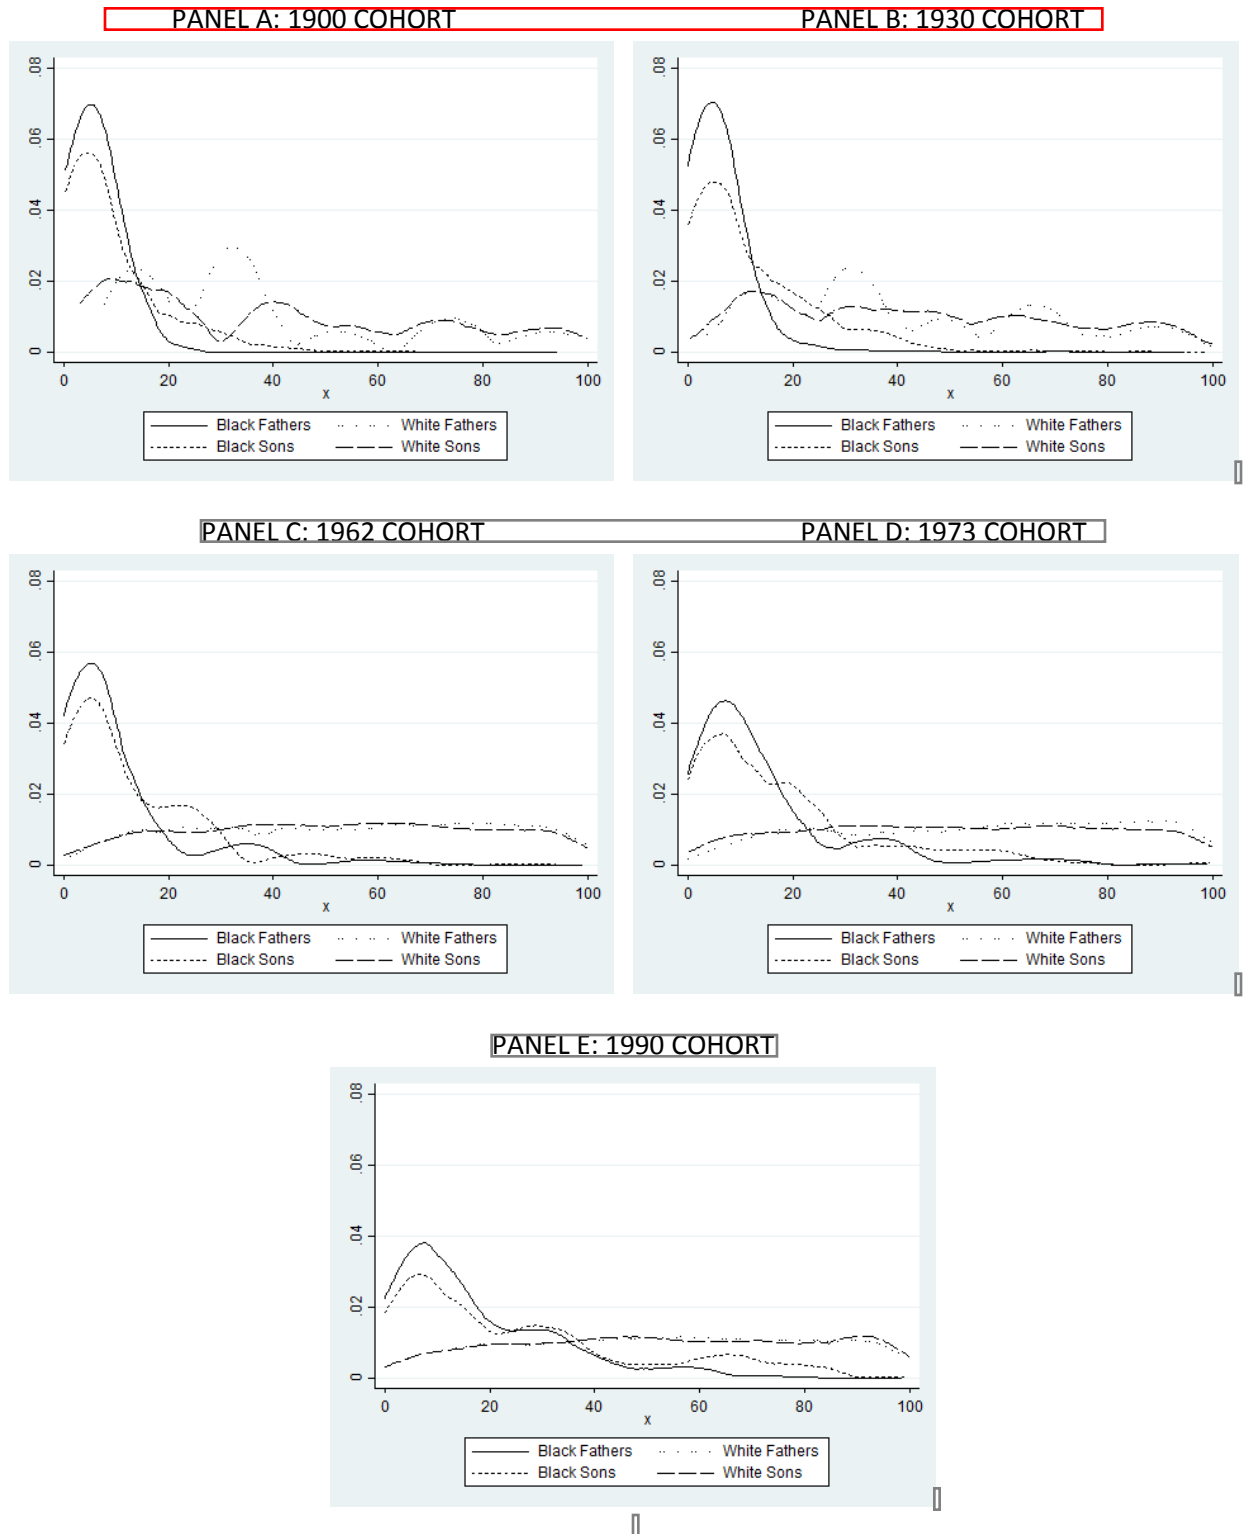 PANEL A: 1900 COHORT PANEL B: 1930 COHORT
.08 .08
.06 .06
.04 .04
.02 .02
0 0
0 20 40 60 80 100 0 20 40 60 80 100
x x
Black Fathers White Fathers Black Fathers White Fathers
Black Sons White Sons Black Sons White Sons
PANEL C: 1962 COHORT PANEL D: 1973 COHORT
.08 .08
.06 .06
.04 .04
.02 .02
0 0
0 20 40 60 80 100 0 20 40 60 80 100
x x
Black Fathers White Fathers Black Fathers White Fathers
Black Sons White Sons Black Sons White Sons
PANEL E: 1990 COHORT
.08
.06
.04
.02
0
0 20 40 60 80 100
x
Black Fathers White Fathers
Black Sons White Sons